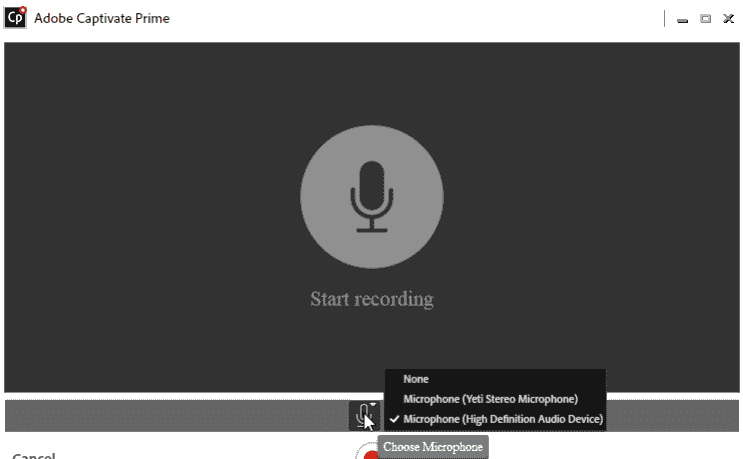 Cp
Adobe Captivate Prime
Start recording
None
Microphone (Yeti Stereo Microphone)
Microphone (High Definition Audio Device)
Choose Microphone
Cancel